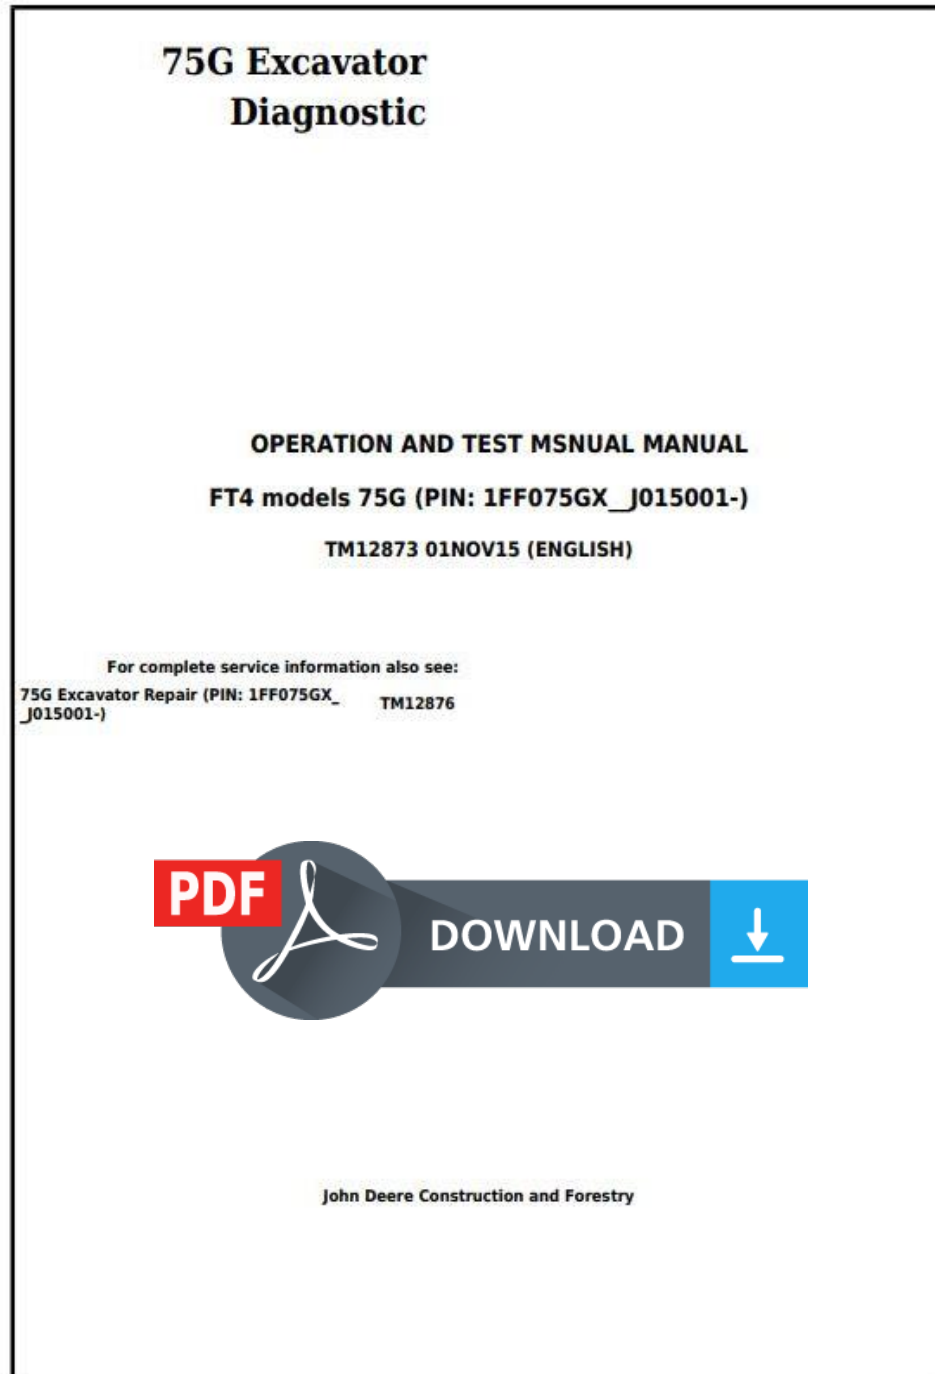 75G Excavator
Diagnostic
OPERATION AND TEST MSNUAL MANUAL
FT4 models 75G (PIN: 1FF075GX__J015001-)
TM12873 01NOV15 (ENGLISH)
For complete service information also see:
75G Excavator Repair (PIN: 1FF075GX_
_J015001-)
TM12876
PDF
DOWNLOAD
John Deere Construction and Forestry